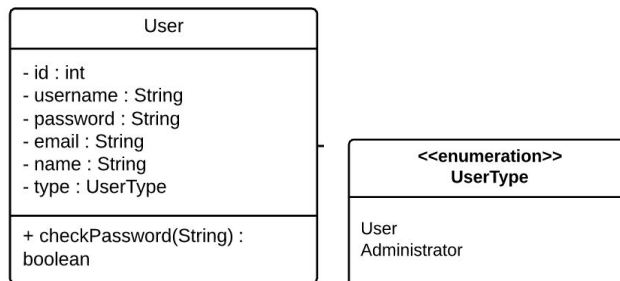 User
- id : int
- username : String
- password : String
- email : String
- name : String
- type : UserType
+ checkPassword(String) :
boolean
<<enumeration>>
UserType
User
Administrator